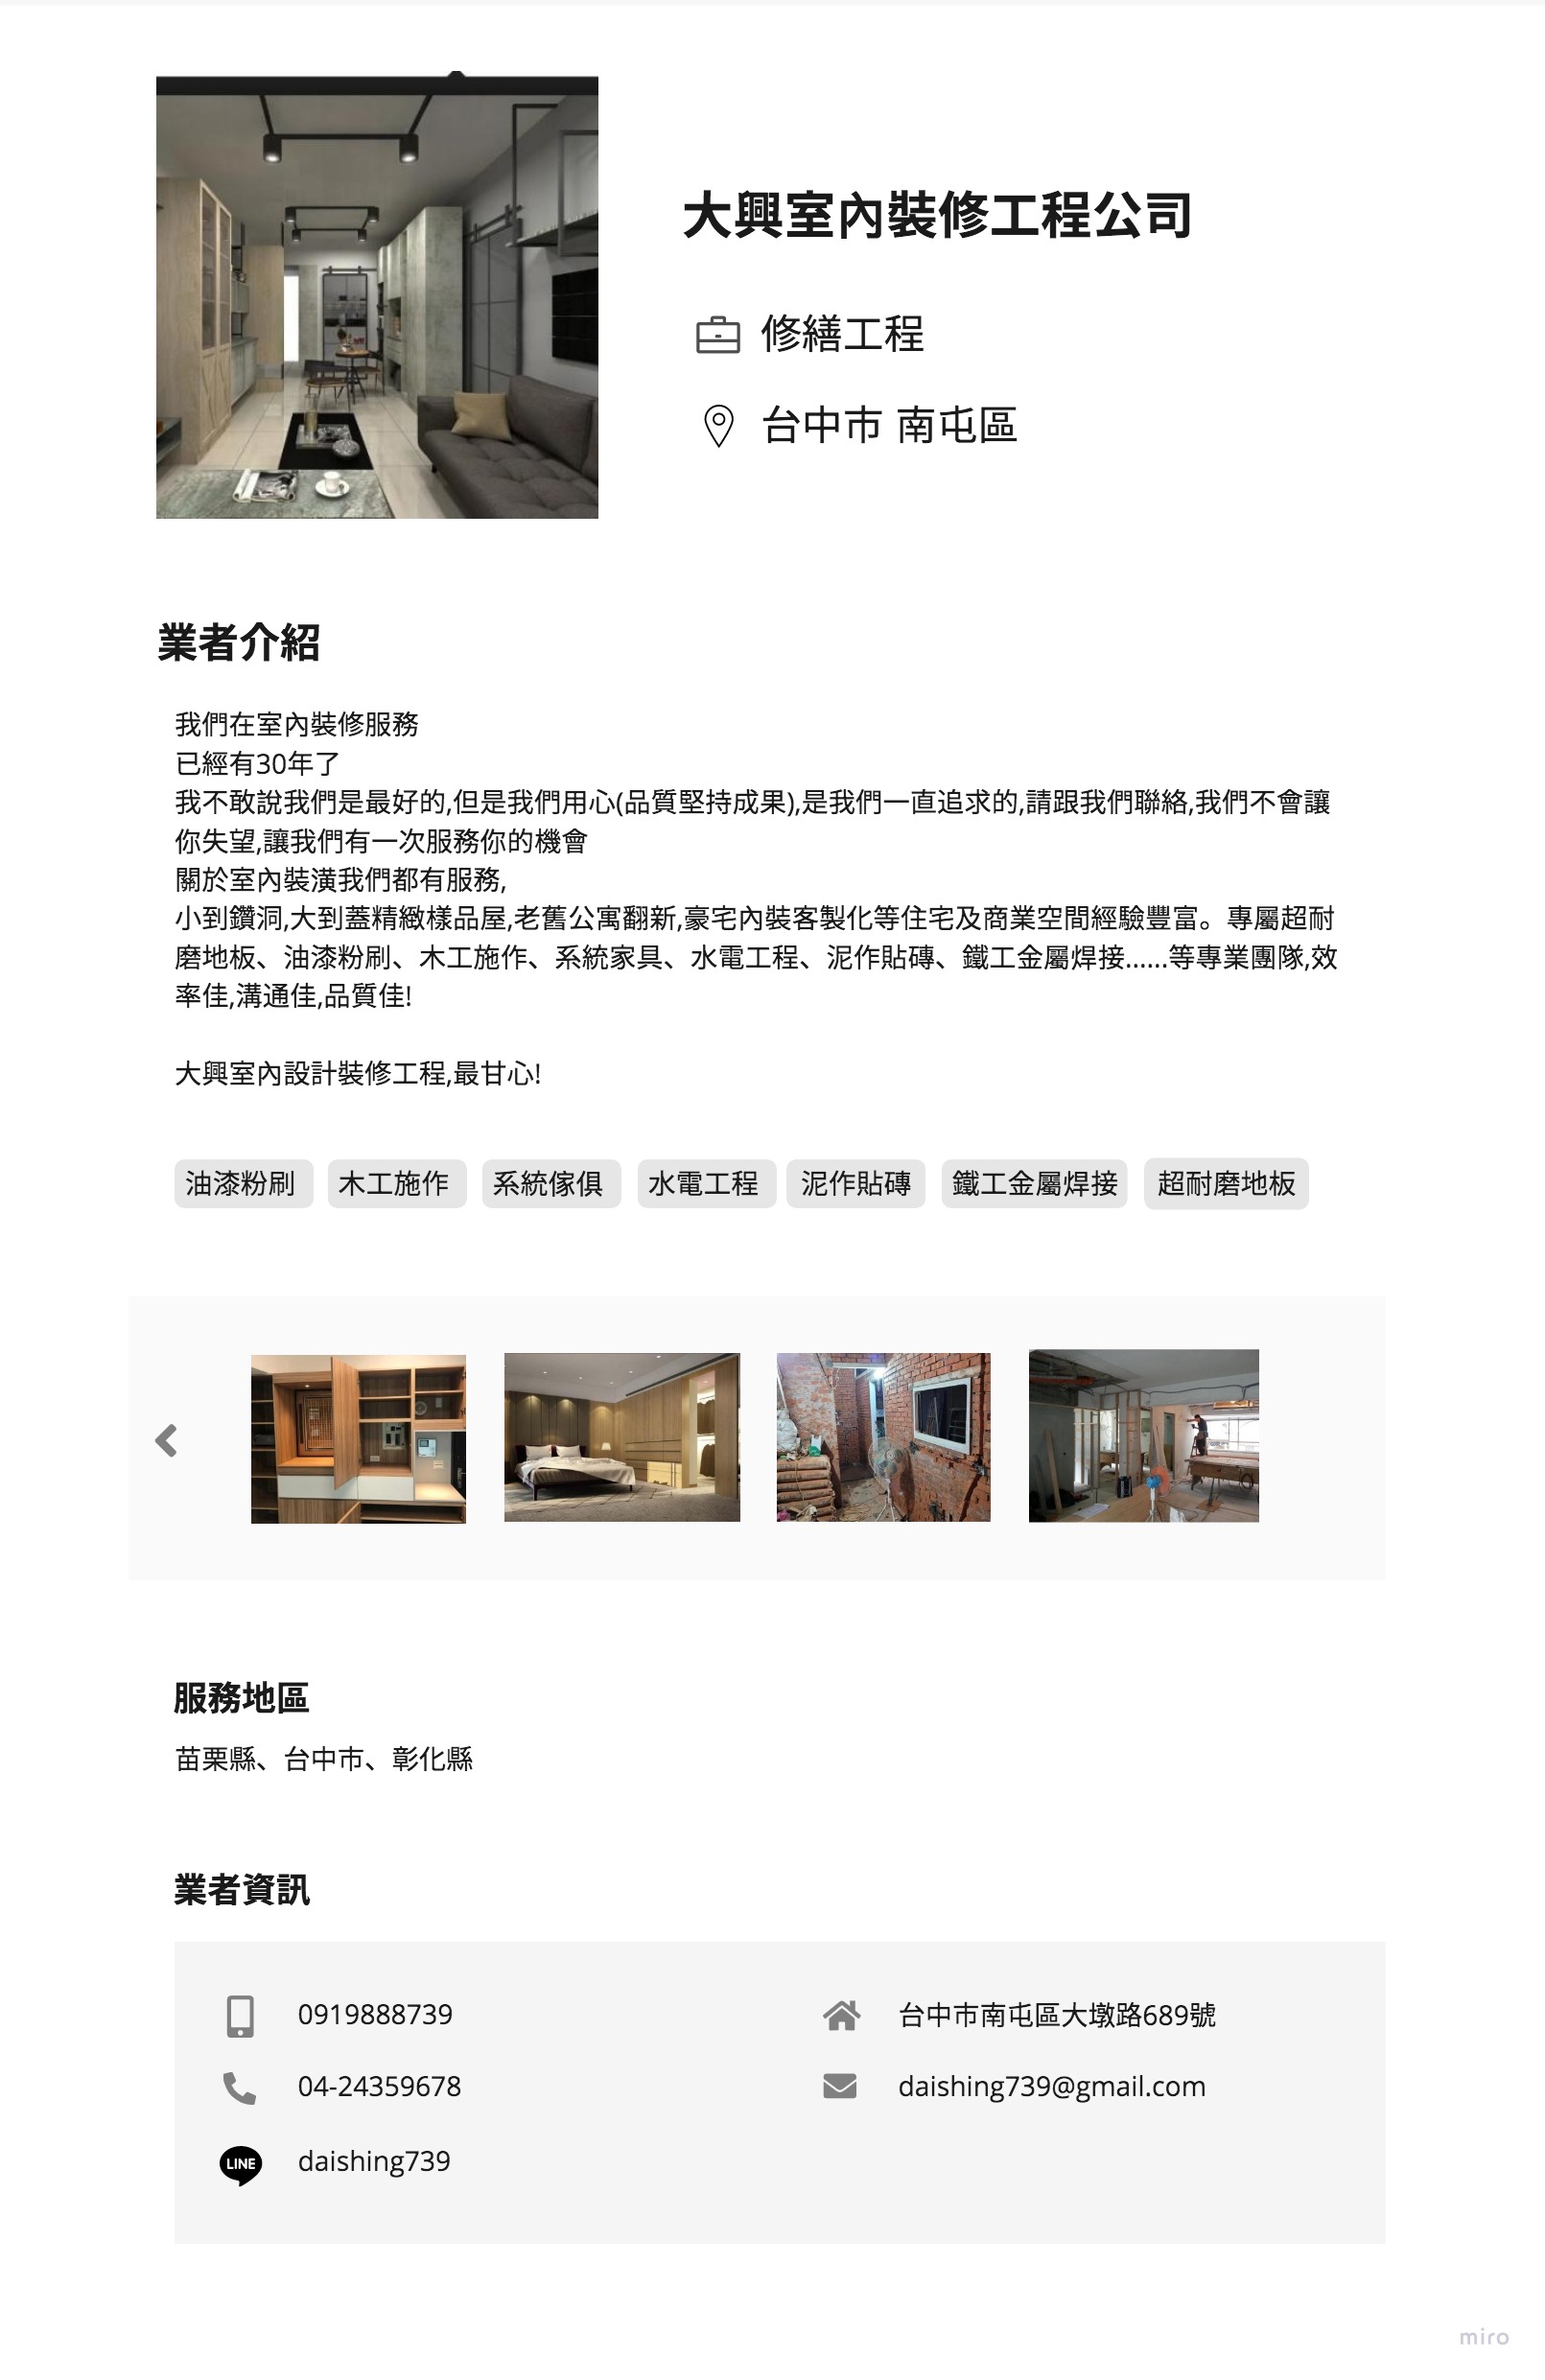 大興室內裝修工程公司
修繕工程
台中市 南屯區
業者介紹
我們在室內裝修服務
已經有30年了
我不敢說我們是最好的,但是我們用心(品質堅持成果),是我們一直追求的,請跟我們聯絡,我們不會讓
你失望,讓我們有一次服務你的機會
關於室內裝潢我們都有服務,
小到鑽洞,大到蓋精緻樣品屋,老舊公寓翻新,豪宅內裝客製化等住宅及商業空間經驗豐富。專屬超耐
磨地板、油漆粉刷、木工施作、系統家具、水電工程、泥作貼磚、鐵工金屬焊接......等專業團隊,效
率佳,溝通佳,品質佳!
大興室內設計裝修工程,最甘心!
油漆粉刷 木工施作 系統傢俱 水電工程 泥作貼磚 鐵工金屬焊接 超耐磨地板
服務地區
苗栗縣、台中市、彰化縣
業者資訊
0919888739
台中市南屯區大墩路689號
04-24359678
daishing739@gmail.com
LINE daishing739
miro